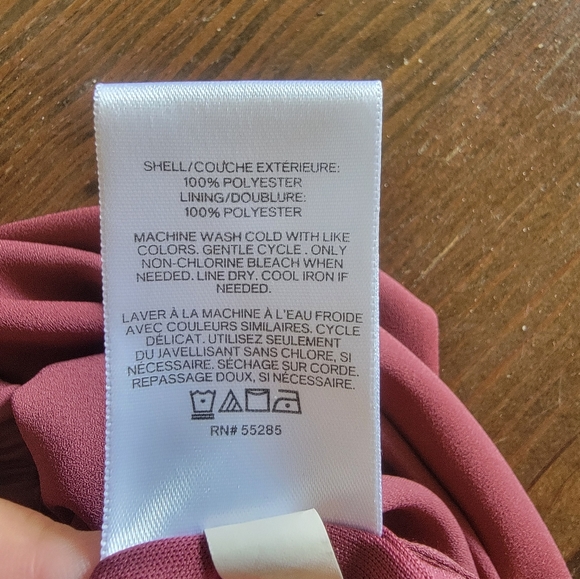 SHELL/COUCHE EXTÉRIEURE:
100% POLYESTER
LINING/DOUBLURE:
100% POLYESTER
MACHINE WASH COLD WITH LIKE
COLORS. GENTLE CYCLE. ONLY
NON-CHLORINE BLEACH WHEN
NEEDED. LINE DRY. COOL IRON IF
NEEDED.
LAVER À LA MACHINE À L'EAU FROIDE
AVEC COULEURS SIMILAIRES. CYCLE
DÉLICAT. UTILISEZ SEULEMENT
DU JAVELLISANT SANS CHLORE, SI
NÉCESSAIRE. SÉCHAGE SUR CORDE.
REPASSAGE DOUX, SI NÉCESSAIRE.
RN# 55285